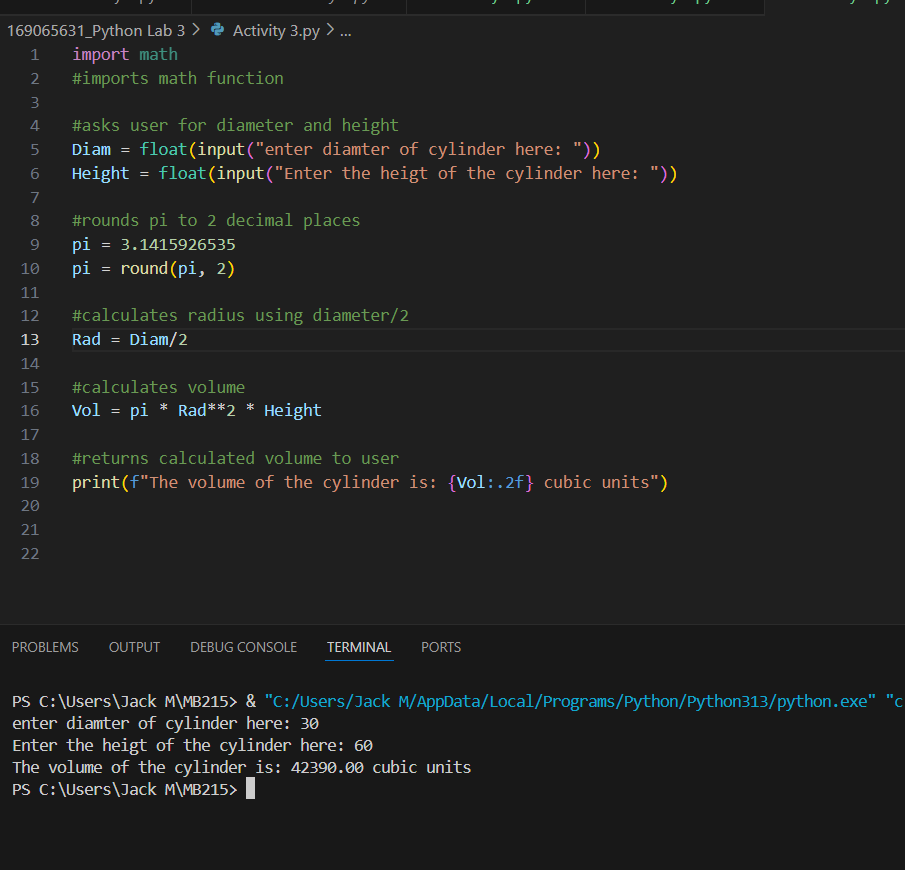 169065631_Python Lab 3 > Activity 3.py > ...
1 import math
2 #imports math function
3
4 #asks user for diameter and height
5 Diam = float(input("enter diamter of cylinder here: "))
6 Height = float(input("Enter the heigt of the cylinder here: "))
7
8 #rounds pi to 2 decimal places
9 pi = 3.1415926535
10 pi = round(pi, 2)
11
12 #calculates radius using diameter/2
13 Rad = Diam/2
14
15 #calculates volume
16 Vol = pi * Rad**2 * Height
17
18 #returns calculated volume to user
19 print(f"The volume of the cylinder is: {Vol:.2f} cubic units")
20
21
22
PROBLEMS OUTPUT DEBUG CONSOLE TERMINAL PORTS
PS C:\Users\Jack M\MB215> & "C:/Users/Jack M/AppData/Local/Programs/Python/Python313/python.exe" "c
enter diamter of cylinder here: 30
Enter the heigt of the cylinder here: 60
The volume of the cylinder is: 42390.00 cubic units
PS C:\Users\Jack M\MB215>